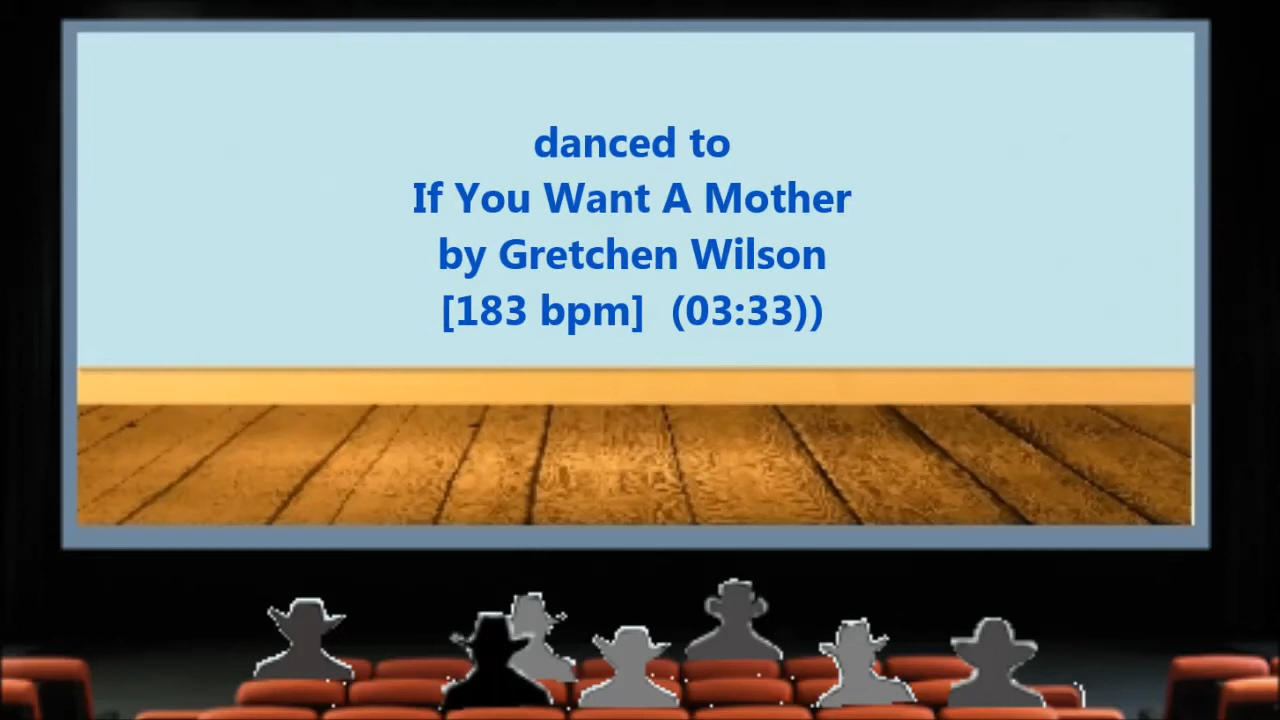 danced to
If You Want A Mother
by Gretchen Wilson
[183 bpm]  (03:33))